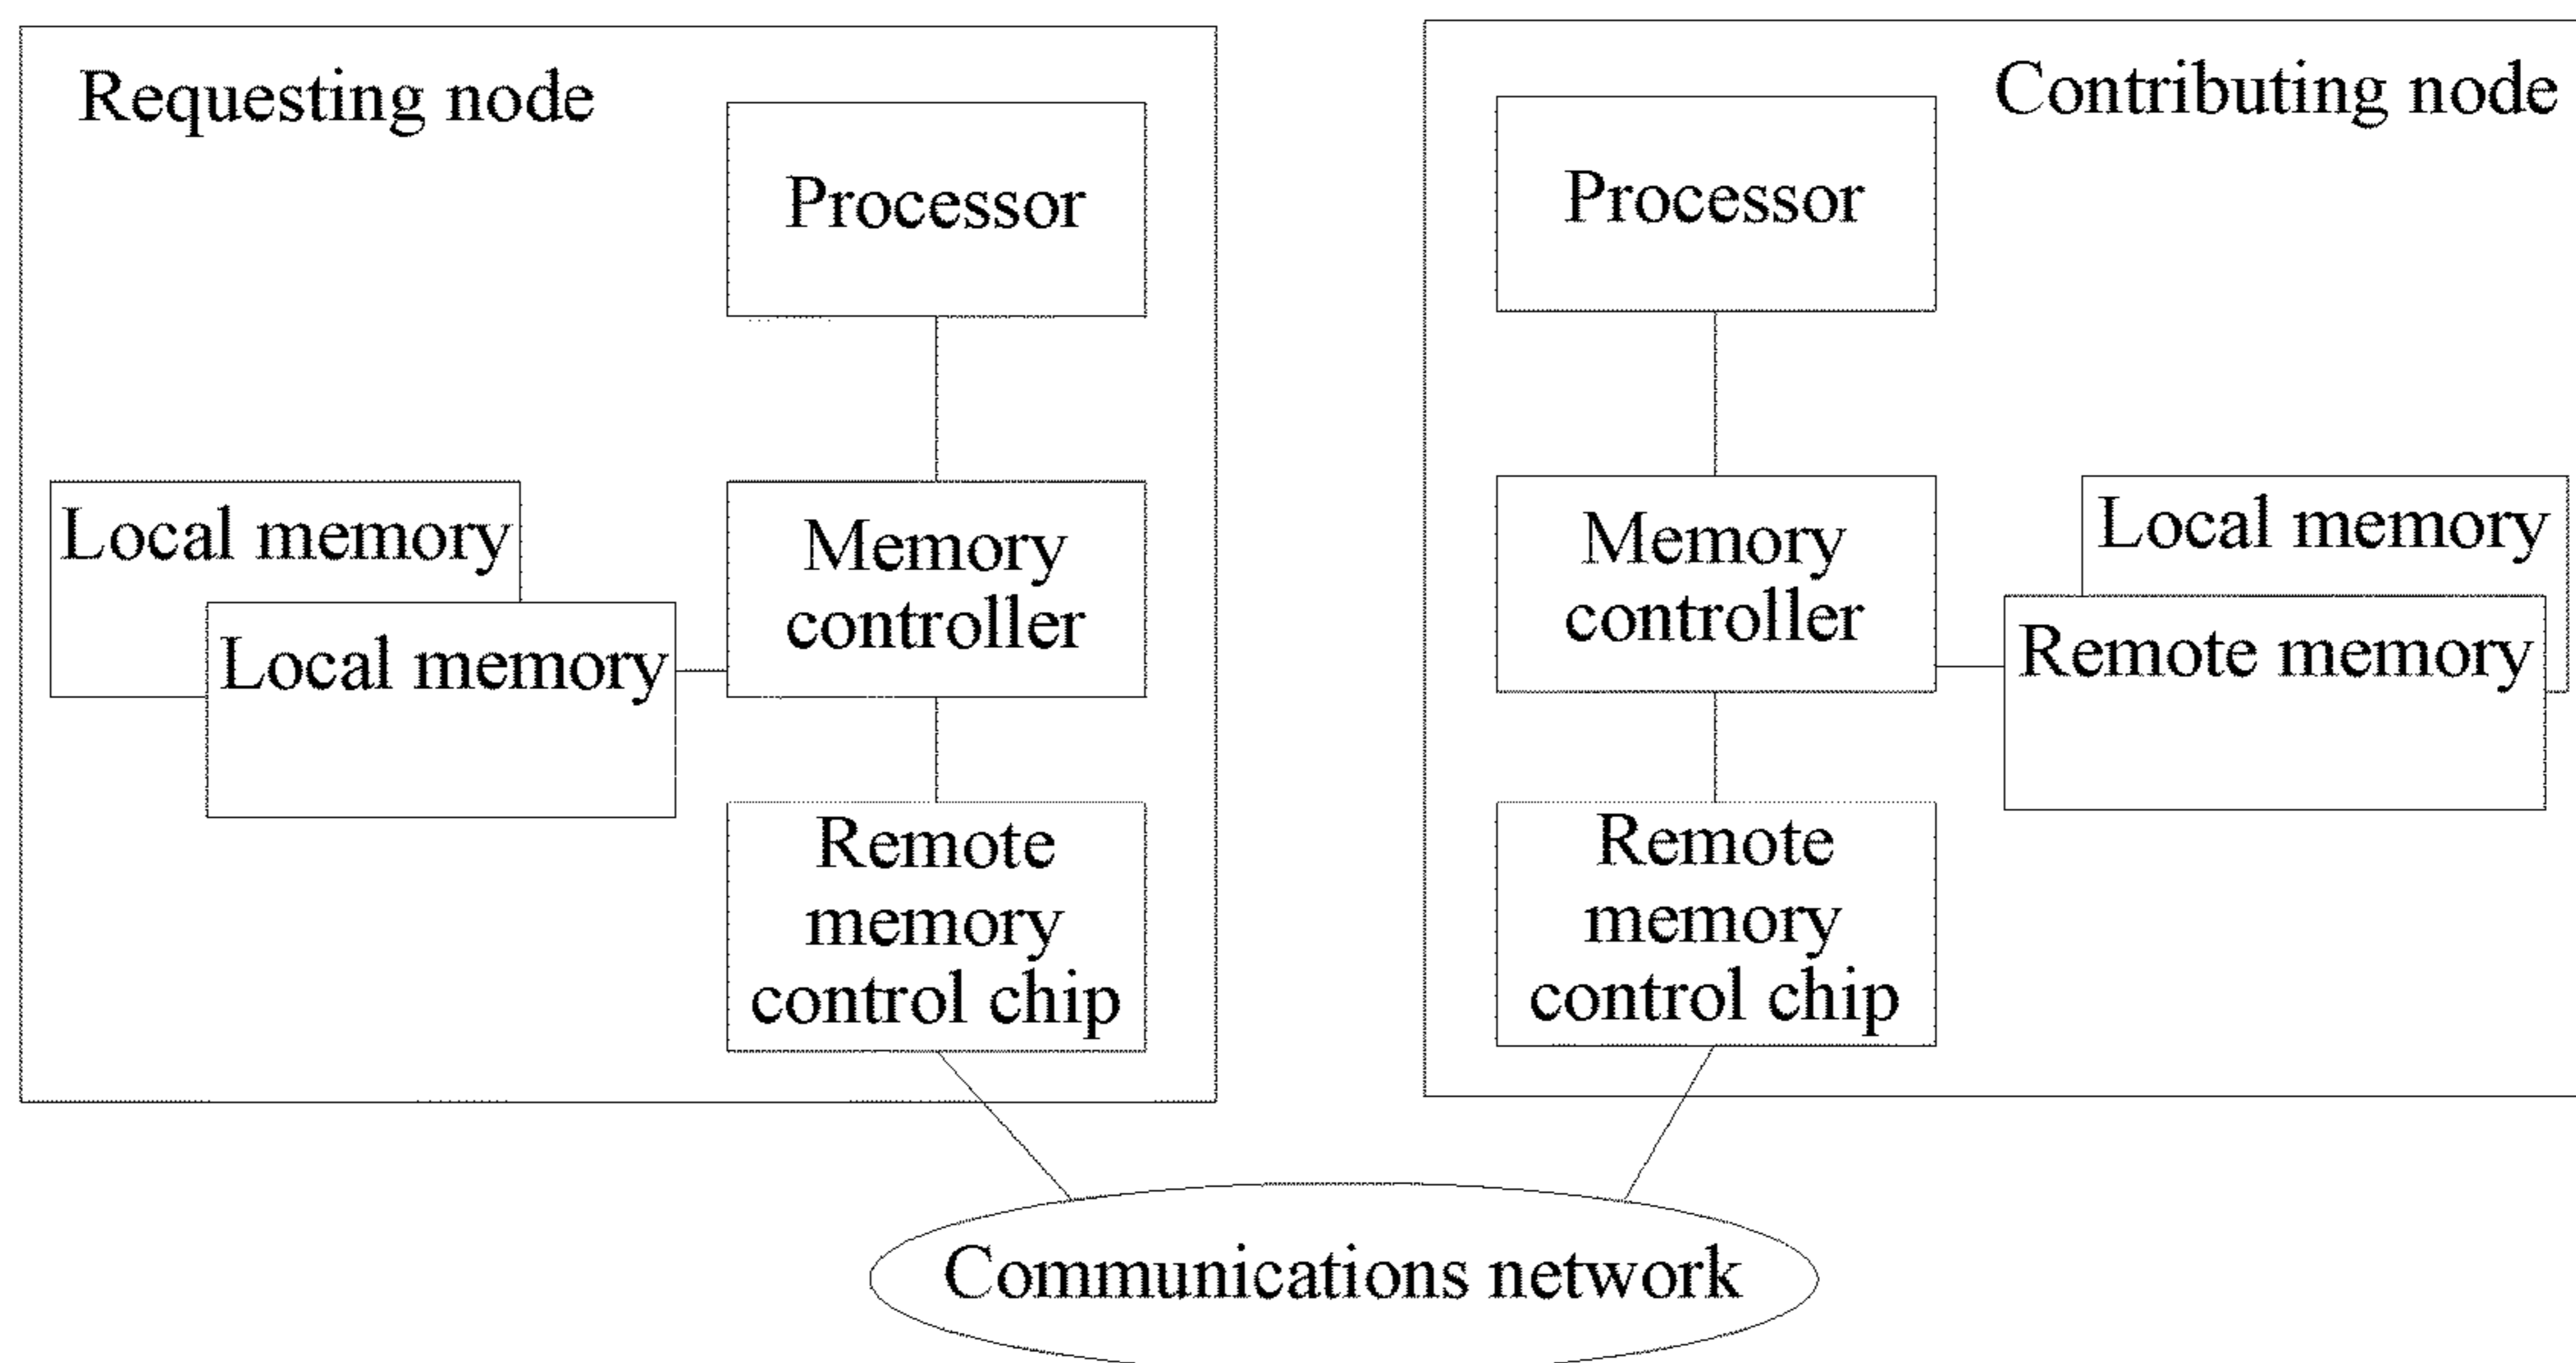 Requesting node
Processor
Local memory
Local memory
Memory
controller
Remote
memory
control chip
Contributing node
Processor
Memory
controller
Local memory
Remote memory
Remote
memory
control chip
Communications network